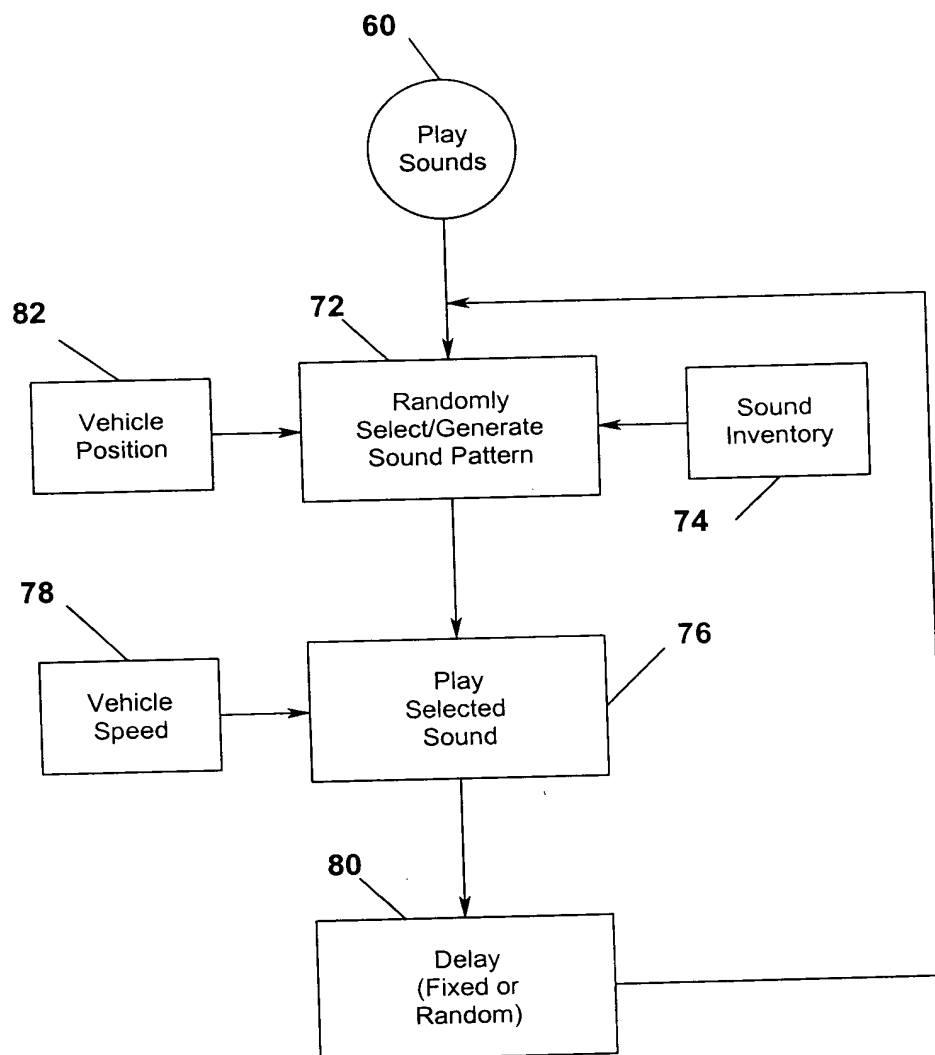 60
Play
Sounds
82
72
Vehicle
Position
Randomly
Select/Generate
Sound Pattern
Sound
Inventory
74
78
76
Vehicle
Speed
Play
Selected
Sound
80
Delay
(Fixed or
Random)